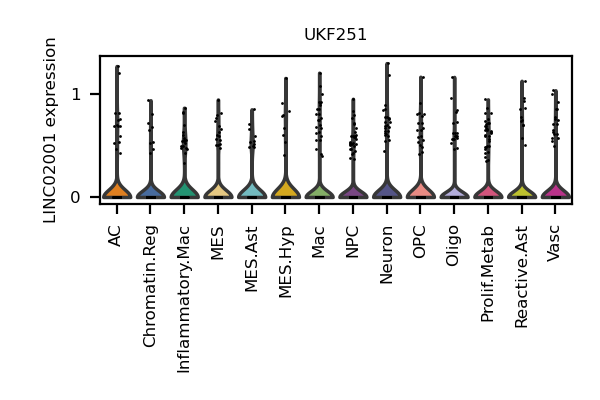 UKF251
LINC02001 expression
1
0
AC
Chromatin.Reg
Inflammatory.Mac
MES
MES.Ast
MES.Hyp
Mac
NPC
Neuron
OPC
Oligo
Prolif.Metab
Reactive.Ast
Vasc